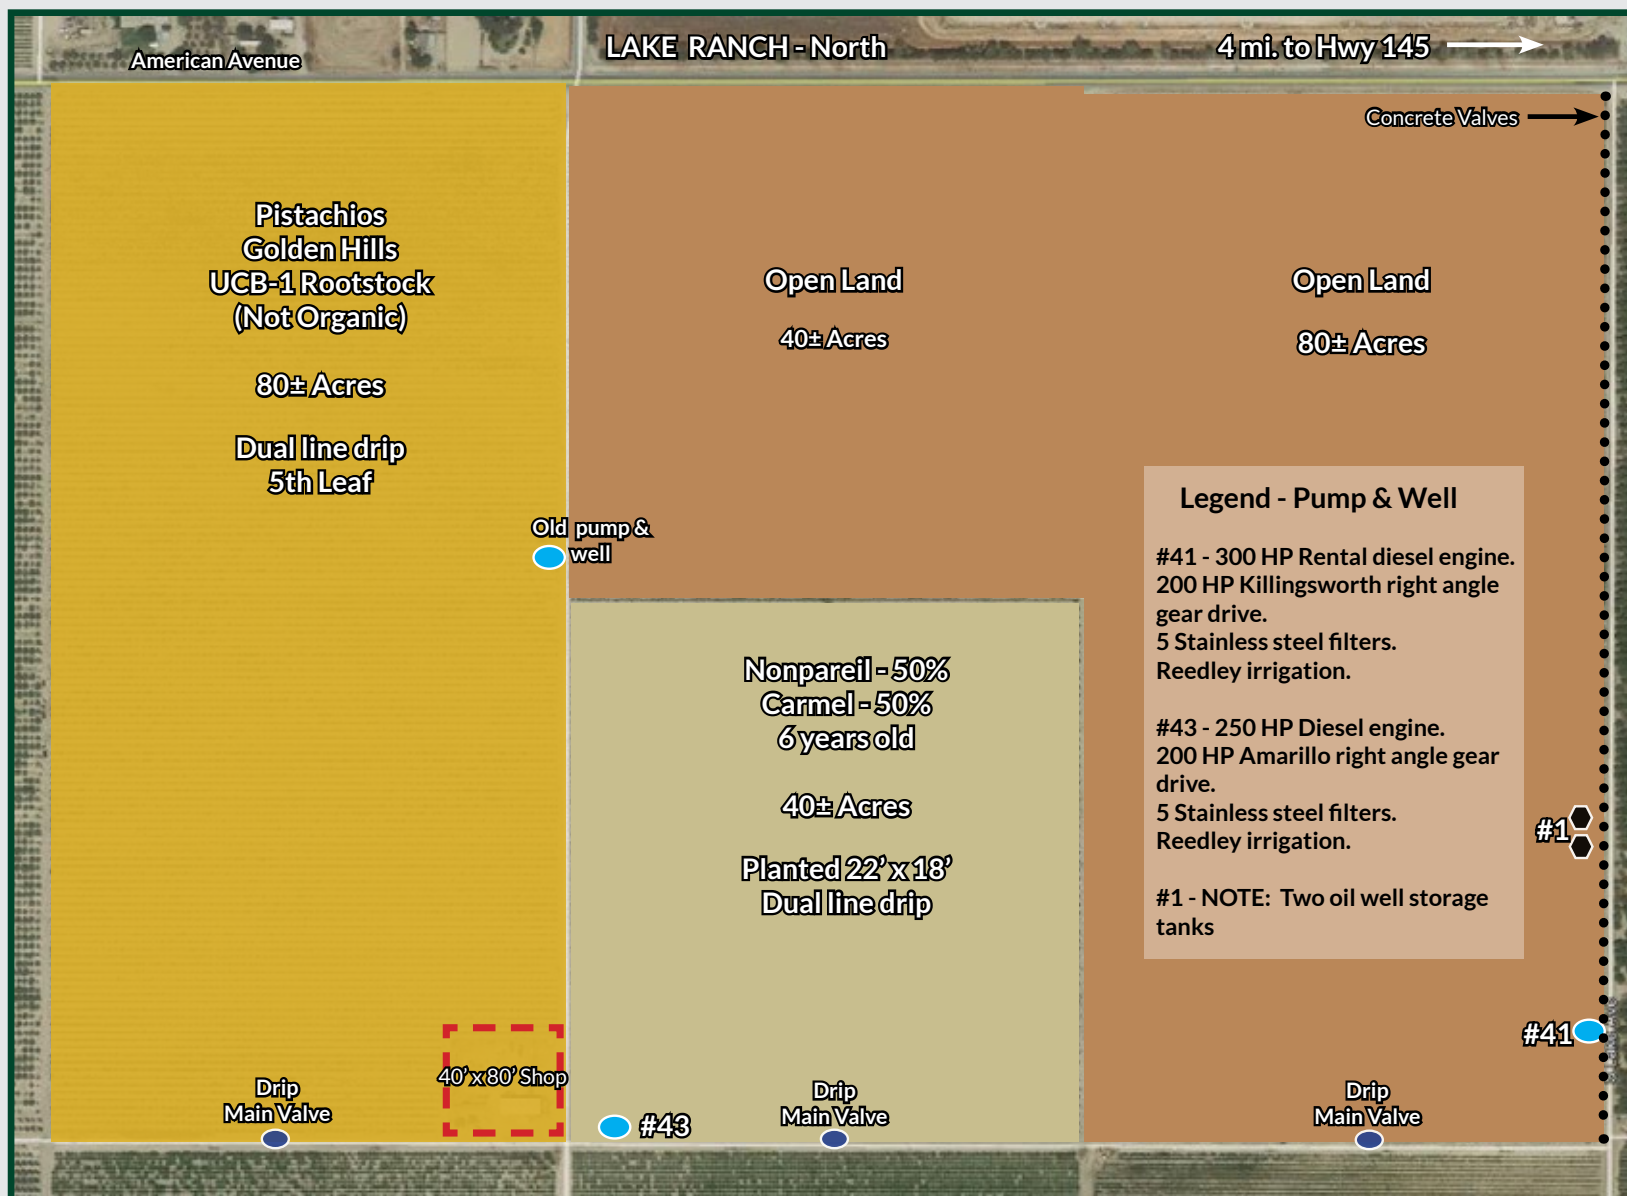 American Avenue
LAKE RANCH - North
4 mi. to Hwy 145
Concrete Valves
Pistachios
Golden Hills
UCB-1 Rootstock
(Not Organic)
80± Acres
Dual line drip
5th Leaf
Open Land
40± Acres
Open Land
80± Acres
Old pump &
well
Legend - Pump & Well
#41 - 300 HP Rental diesel engine.
200 HP Killingsworth right angle
gear drive.
5 Stainless steel filters.
Reedley irrigation.
#43 - 250 HP Diesel engine.
200 HP Amarillo right angle gear
drive.
5 Stainless steel filters.
Reedley irrigation.
#1 - NOTE: Two oil well storage
tanks
Nonpareil - 50%
Carmel - 50%
6 years old
40± Acres
Planted 22’ x 18’
Dual line drip
#1
#41
40’ x 80’ Shop
Drip
Main Valve
#43
Drip
Main Valve
Drip
Main Valve